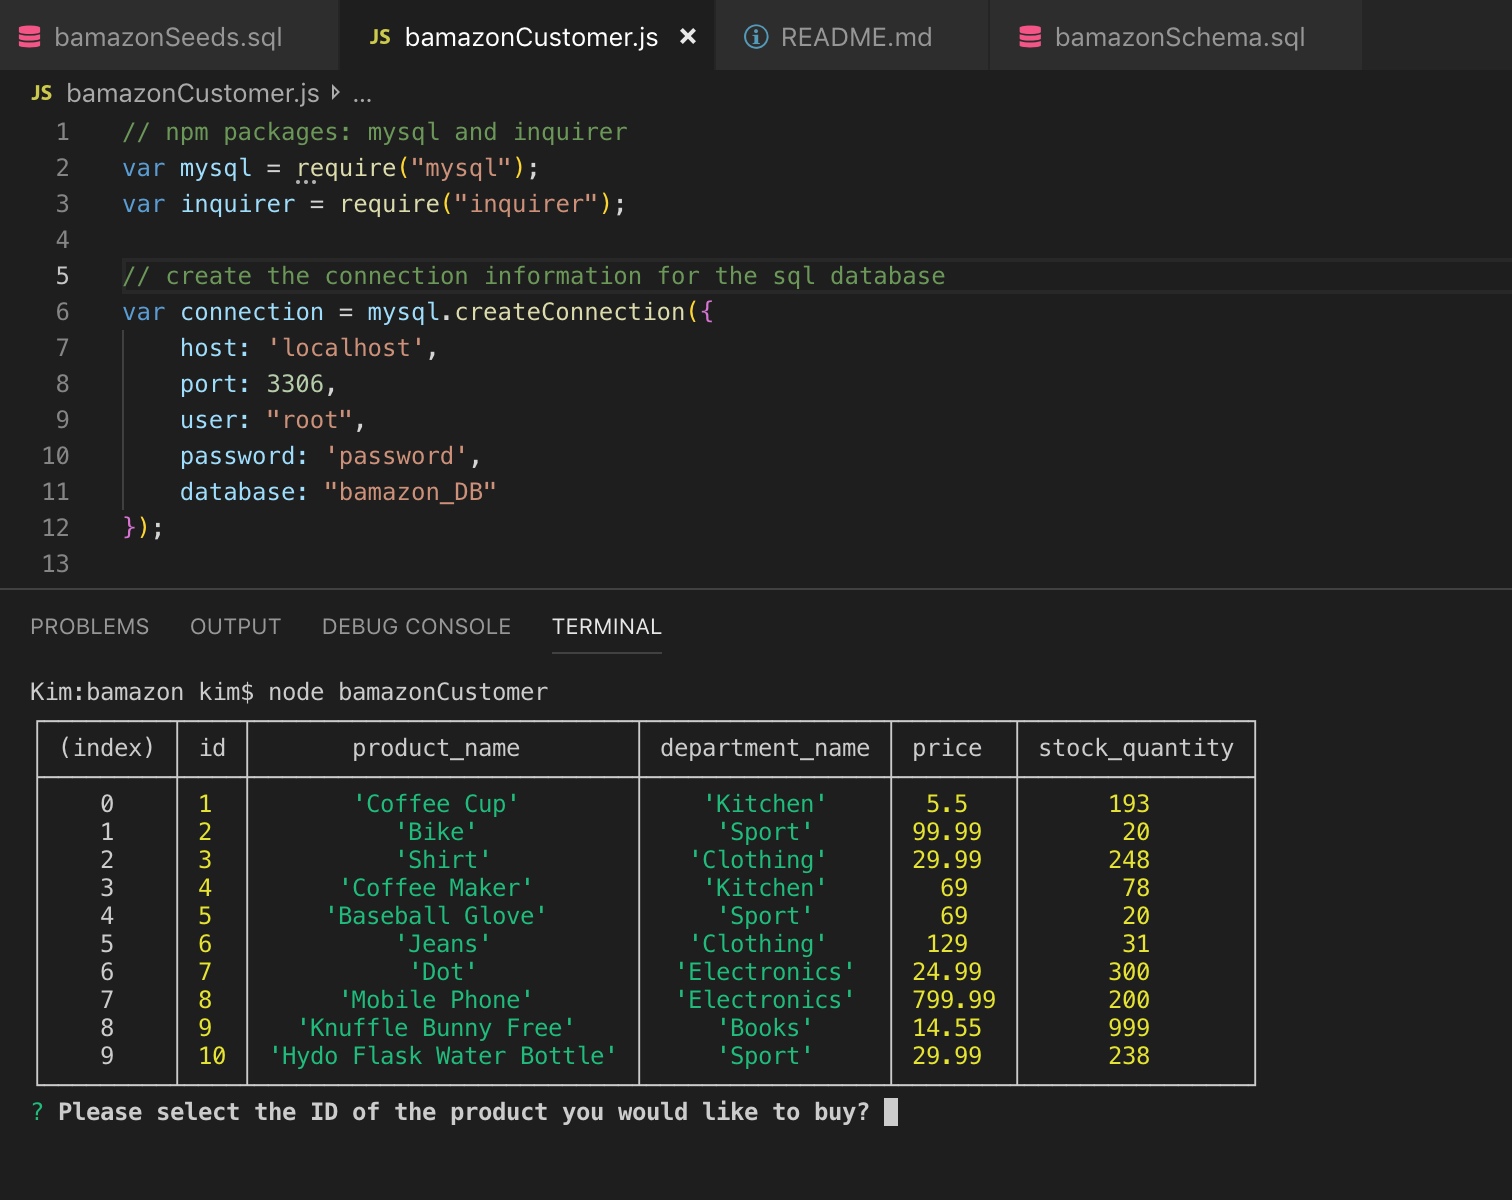 bamazonSeeds.sql JS bamazonCustomer.js × README.md bamazonSchema.sql
JS bamazonCustomer.js ...
1 // npm packages: mysql and inquirer
2 var mysql = require("mysql");
3 var inquirer = require("inquirer");
4
5 // create the connection information for the sql database
6 var connection = mysql.createConnection({
7 host: 'localhost',
8 port: 3306,
9 user: "root",
10 password: 'password',
11 database: "bamazon_DB"
12 });
13
PROBLEMS OUTPUT DEBUG CONSOLE TERMINAL
Kim:bamazon kim$ node bamazonCustomer
(index) id product_name department_name price stock_quantity
0 1 'Coffee Cup' 'Kitchen' 5.5 193
1 2 'Bike' 'Sport' 99.99 20
2 3 'Shirt' 'Clothing' 29.99 248
3 4 'Coffee Maker' 'Kitchen' 69 78
4 5 'Baseball Glove' 'Sport' 69 20
5 6 'Jeans' 'Clothing' 129 31
6 7 'Dot' 'Electronics' 24.99 300
7 8 'Mobile Phone' 'Electronics' 799.99 200
8 9 'Knuffle Bunny Free' 'Books' 14.55 999
9 10 'Hydo Flask Water Bottle' 'Sport' 29.99 238
? Please select the ID of the product you would like to buy?